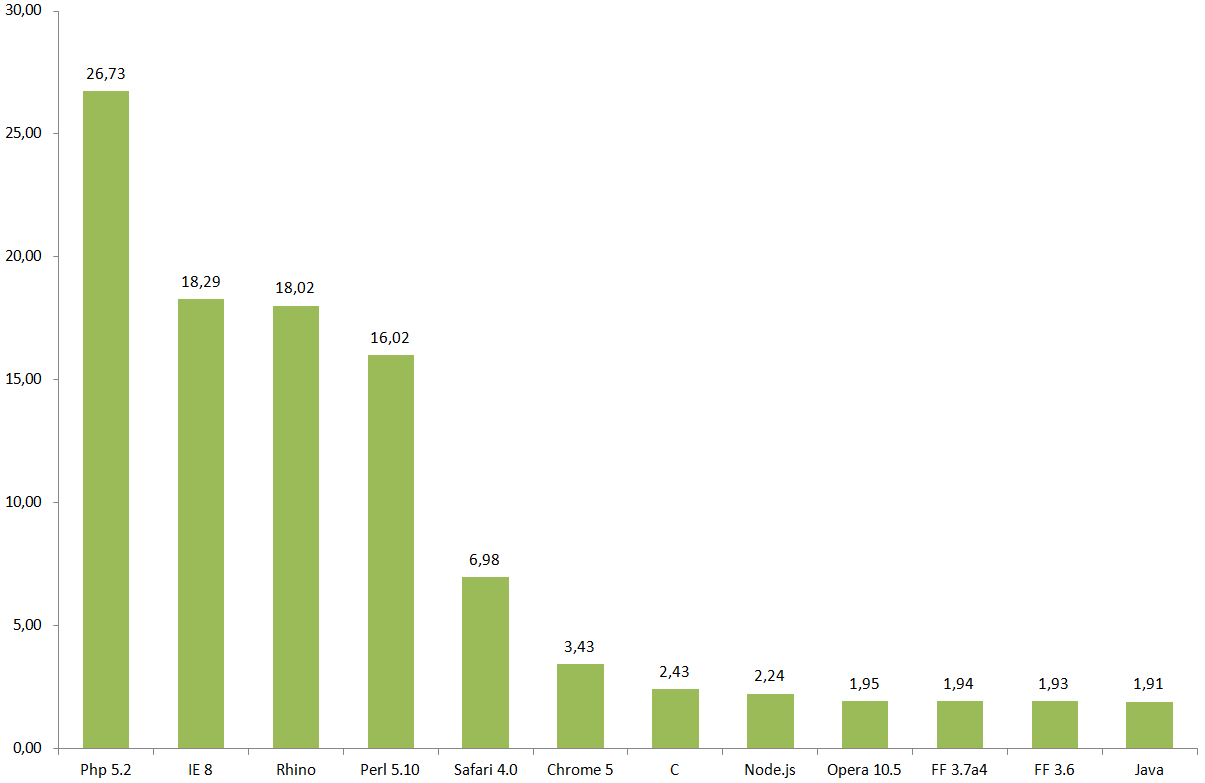 30,00
25,00
20,00
15,00
10,00
5,00
0,00
26,73
18,29
18,02
16,02
6,98
3,43
2,43
2,24
1,95
1,94
1,93
1,91
Php 5.2
IE 8
Rhino
Perl 5.10
Safari 4.0
Chrome 5
C
Node.js
Opera 10.5
FF 3.7a4
FF 3.6
Java